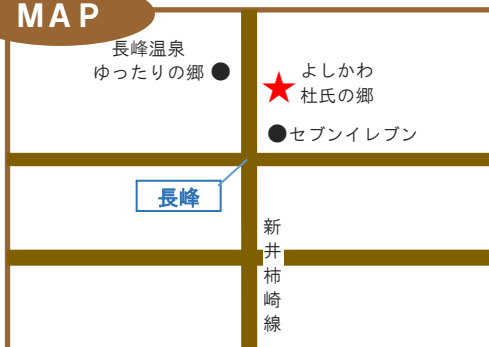 MAP
長峰温泉
ゆったりの郷
よしかわ
杜氏の郷
セブンイレブン
長峰
新井柿崎線